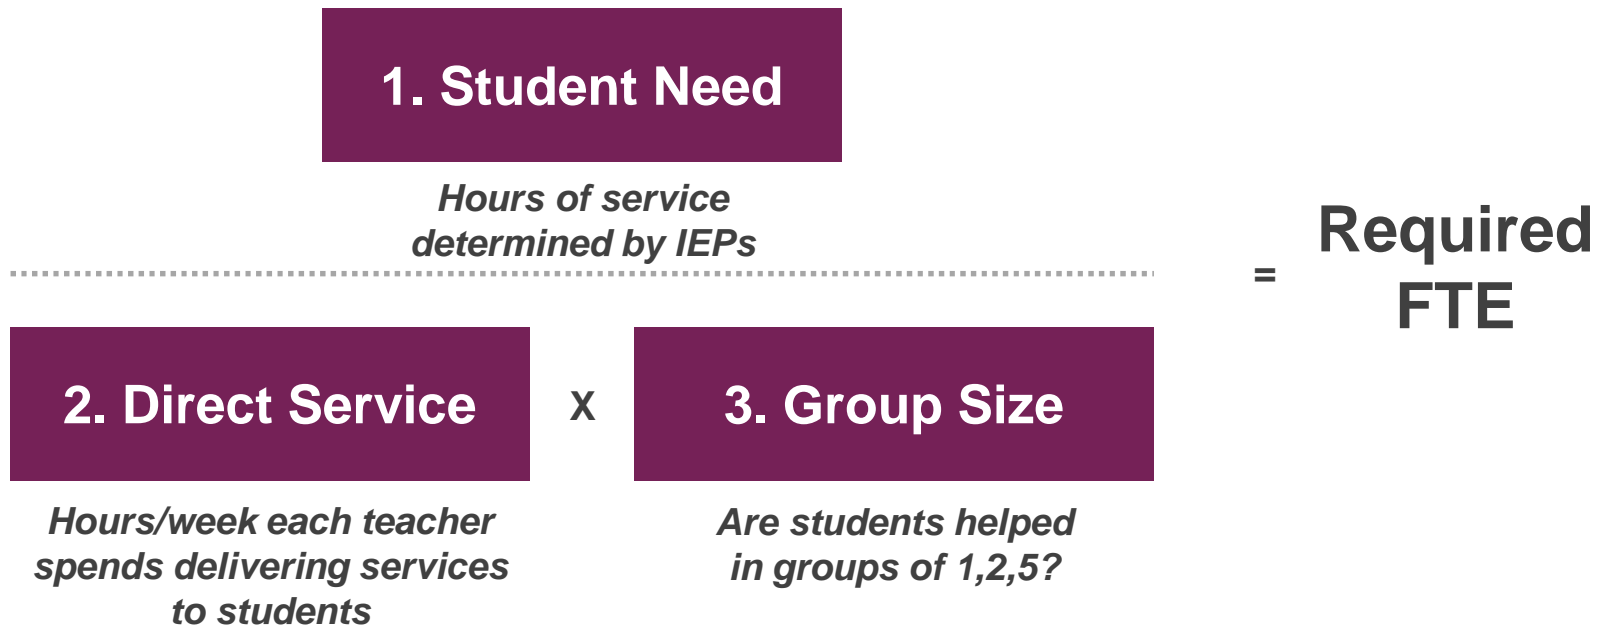 1. Student Need
Hours of service
determined by IEPs
=
Required
FTE
2. Direct Service
X
3. Group Size
Hours/week each teacher
spends delivering services
to students
Are students helped
in groups of 1,2,5?